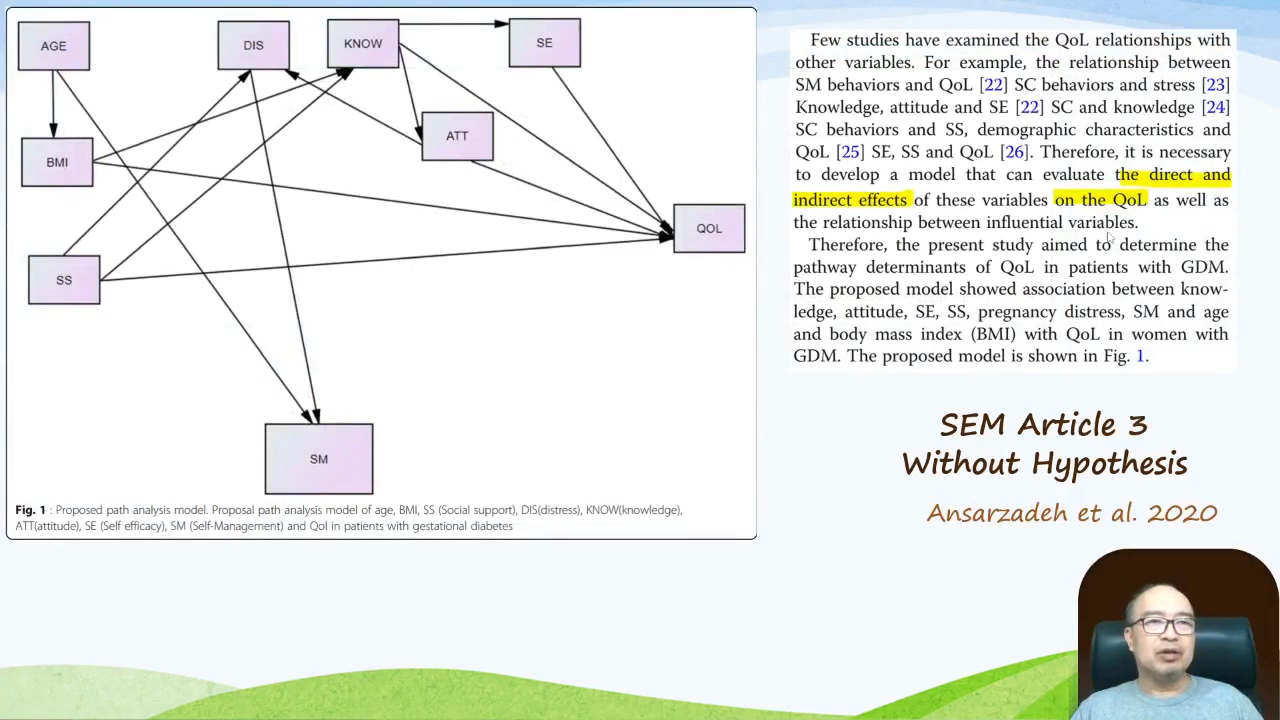 AGE
DIS
KNOW
SE
BMI
ATT
QOL
SS
SM
Fig. 1 : Proposed path analysis model. Proposal path analysis model of age, BMI, SS (Social support), DIS(distress), KNOW(knowledge),
ATT(attitude), SE (Self efficacy), SM (Self-Management) and Qol in patients with gestational diabetes
Few studies have examined the QoL relationships with
other variables. For example, the relationship between
SM behaviors and QoL [22] SC behaviors and stress [23]
Knowledge, attitude and SE [22] SC and knowledge [24]
SC behaviors and SS, demographic characteristics and
QoL [25] SE, SS and QoL [26]. Therefore, it is necessary
to develop a model that can evaluate the direct and
indirect effects of these variables on the QoL as well as
the relationship between influential variables.
Therefore, the present study aimed to determine the
pathway determinants of QoL in patients with GDM.
The proposed model showed association between know-
ledge, attitude, SE, SS, pregnancy distress, SM and age
and body mass index (BMI) with QoL in women with
GDM. The proposed model is shown in Fig. 1.
SEM Article 3
Without Hypothesis
Ansarzadeh et al. 2020